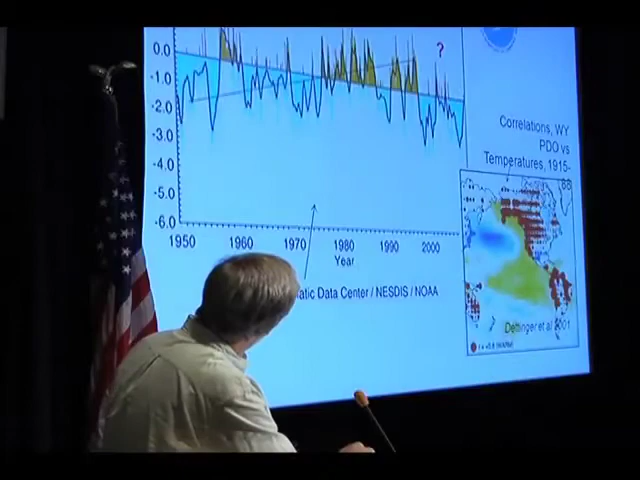 0.0
-1.0
-2.0
-3.0
-4.0
-5.0
-6.0
?
1950
1960
1970
1980
1990
2000
Year
atic Data Center / NESDIS / NOAA
Correlations, WY
PDO vs
Temperatures, 1915-
Dettinger et al 2001